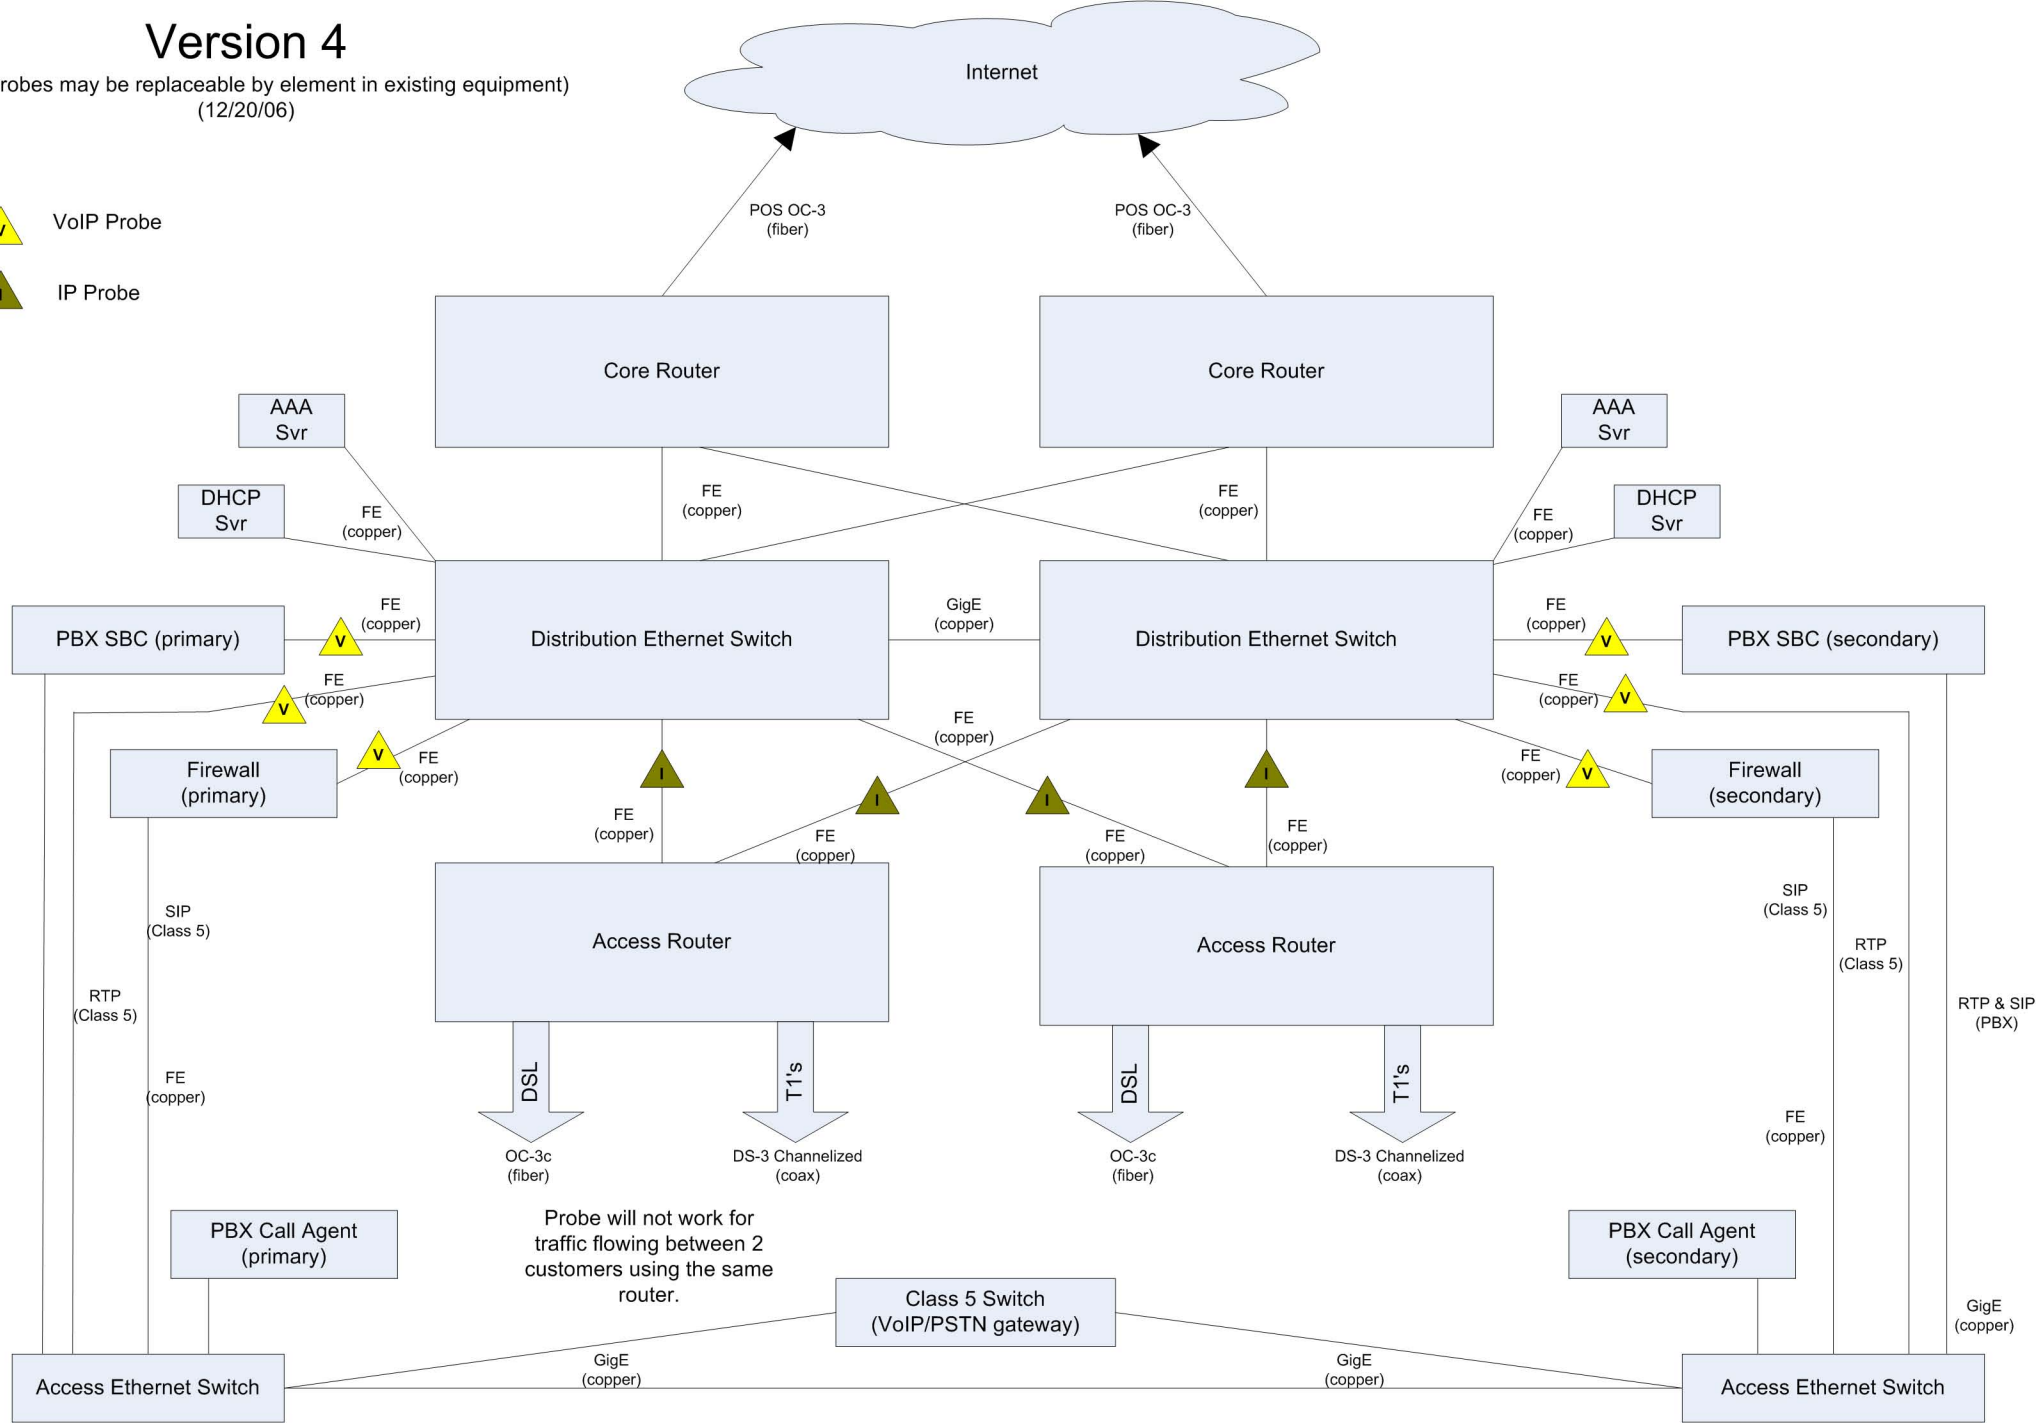 Version 4
robes may be replaceable by element in existing equipment)
(12/20/06)
Internet
V
VoIP Probe
IP Probe
POS OC-3
(fiber)
POS OC-3
(fiber)
Core Router
Core Router
AAA
Svr
AAA
Svr
DHCP
Svr
DHCP
Svr
FE
(copper)
FE
(copper)
FE
(copper)
FE
(copper)
PBX SBC (primary)
FE
(copper)
V
Distribution Ethernet Switch
GigE
(copper)
Distribution Ethernet Switch
FE
(copper)
V
PBX SBC (secondary)
FE
(copper)
V
FE
(copper)
V
Firewall
(primary)
V
FE
(copper)
FE
(copper)
FE
(copper)
V
Firewall
(secondary)
I
I
I
I
FE
(copper)
FE
(copper)
FE
(copper)
FE
(copper)
Access Router
Access Router
SIP
(Class 5)
RTP
(Class 5)
FE
(copper)
SIP
(Class 5)
RTP
(Class 5)
RTP & SIP
(PBX)
FE
(copper)
DSL
T1's
DSL
T1's
OC-3c
(fiber)
DS-3 Channelized
(coax)
OC-3c
(fiber)
DS-3 Channelized
(coax)
PBX Call Agent
(primary)
Probe will not work for
traffic flowing between 2
customers using the same
router.
PBX Call Agent
(secondary)
Class 5 Switch
(VoIP/PSTN gateway)
GigE
(copper)
Access Ethernet Switch
GigE
(copper)
GigE
(copper)
Access Ethernet Switch